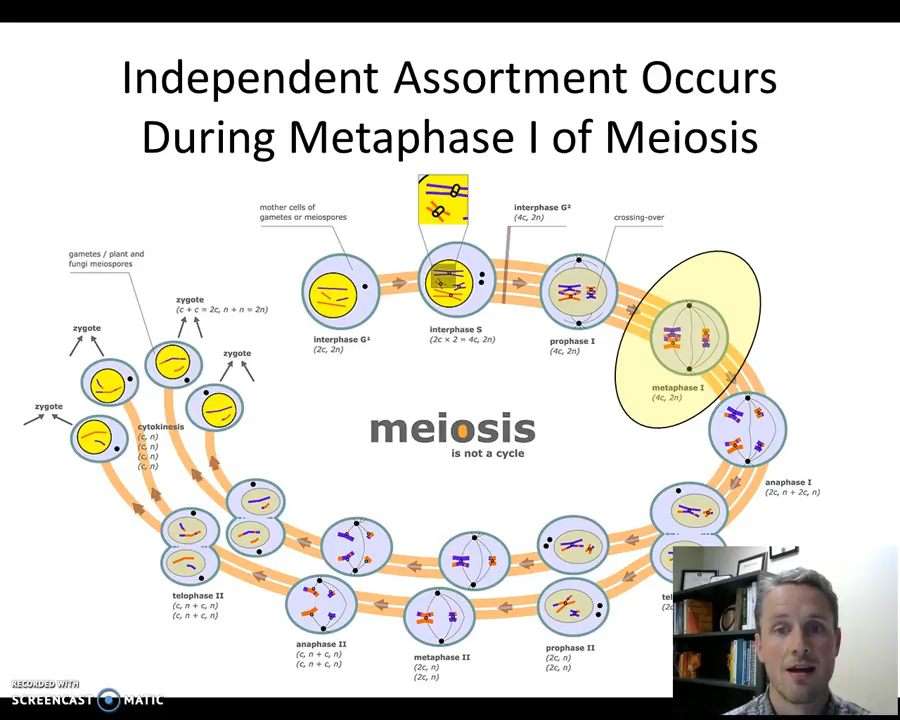 Independent Assortment Occurs
During Metaphase I of Meiosis
mother cells of
gametes or meiospores
interphase G²
(4c, 2n)
crossing-over
gametes / plant and
fungi meiospores
zygote
(c + c = 2c, n + n = 2n)
zygote
zygote
zygote
interphase G¹
(2c, 2n)
interphase S
(2c × 2 = 4c, 2n)
prophase I
(4c, 2n)
metaphase I
(4c, 2n)
cytokinesis
(c, n)
(c, n)
(c, n)
(c, n)
meiosis
is not a cycle
anaphase I
(2c, n + 2c, n)
telophase II
(c, n + c, n)
(c, n + c, n)
anaphase II
(c, n + c, n)
(c, n + c, n)
metaphase II
(2c, n)
(2c, n)
prophase II
(2c, n)
(2c, n)
RECORDED WITH
SCREENCAST MATIC